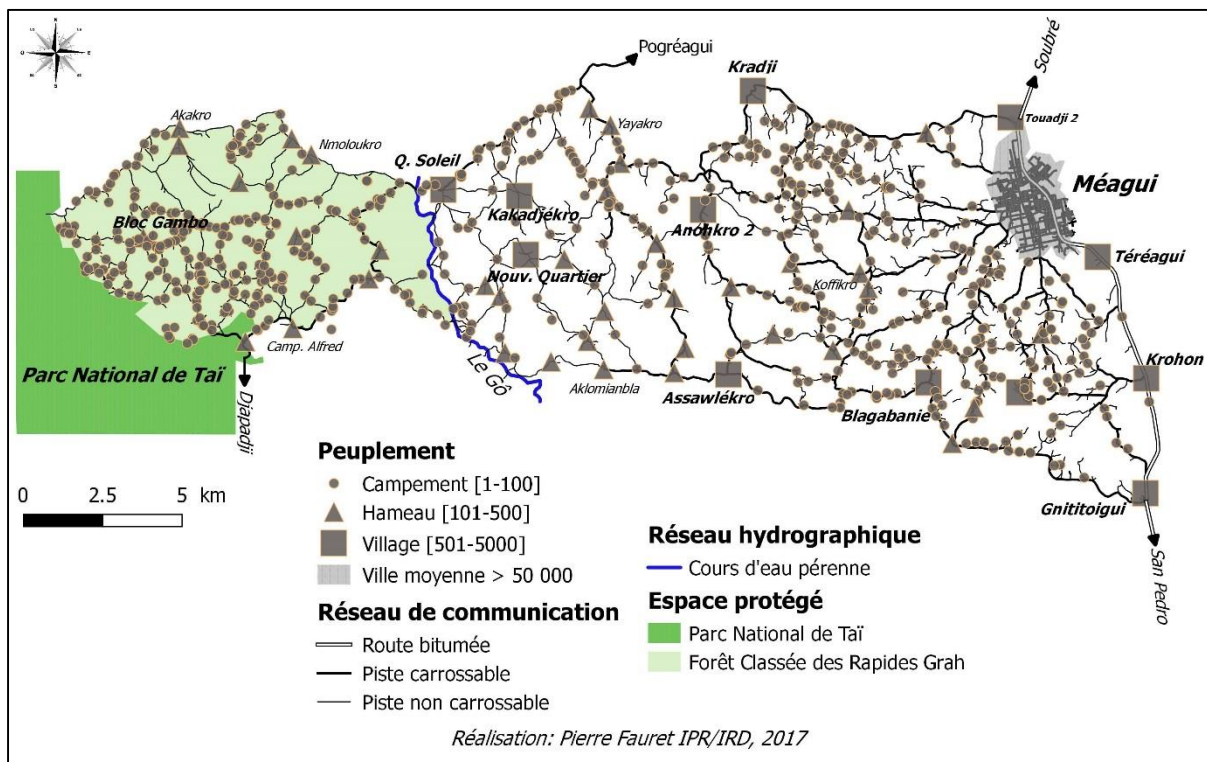 N
O
E
S
Pogréagui
Soubré
Kradji
Akakro
Touadji 2
Yayakro
Nmoloukro
Q. Soleil
Méagui
Kakadjékro
Bloc Gambo
Anohkro 2
Téréagui
Nouv. Quartier
Koffikro
Camp. Alfred
Le Gô
Krohon
Parc National de Taï
Aklomianbla
Assawlékro
Blagabanie
Djapadji
Gnititoigui
San Pedro
0 2.5 5 km
Peuplement
Campement [1-100]
Hameau [101-500]
Village [501-5000]
Ville moyenne > 50 000
Réseau de communication
Route bitumée
Piste carrossable
Piste non carrossable
Réseau hydrographique
Cours d'eau pérenne
Espace protégé
Parc National de Taï
Forêt Classée des Rapides Grah
Réalisation: Pierre Fauret IPR/IRD, 2017